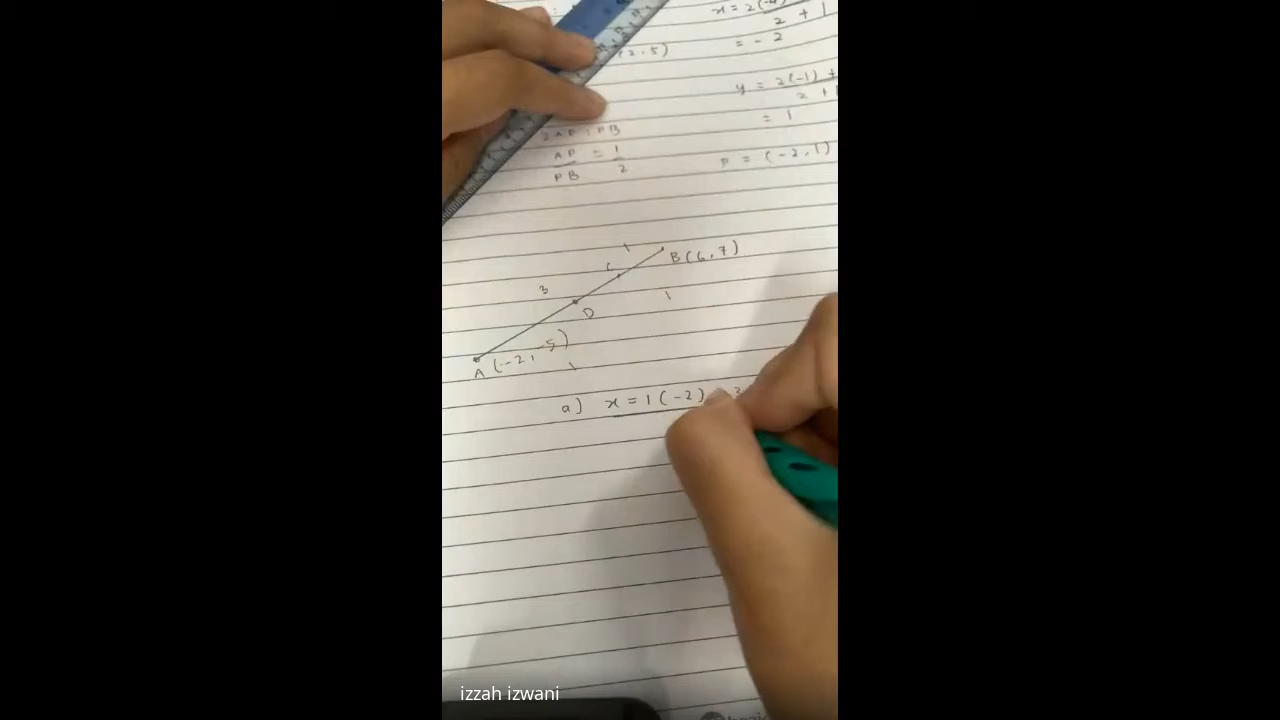 x = 2(-4)
2 + 1
= -2
(2, 5)
y = 2(-1) +
2 +
= 1
2AP : PB
AP = 1
PB 2
P = (-2, 1)
B(6, 7)
1
C
3
1
D
A (-2, -5)
1
a) x = 1(-2)
izzah izwani